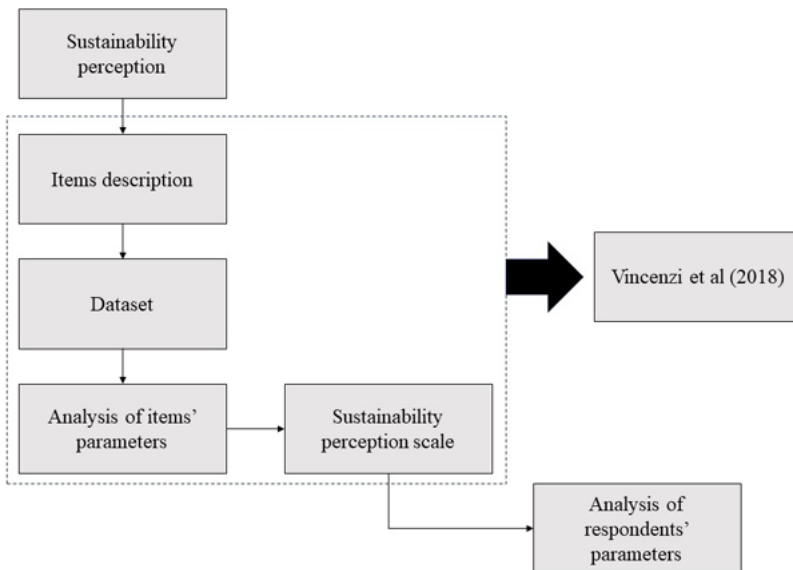 Sustainability
perception
Items description
Dataset
Analysis of items’
parameters
Sustainability
perception scale
Vincenzi et al (2018)
Analysis of
respondents’
parameters